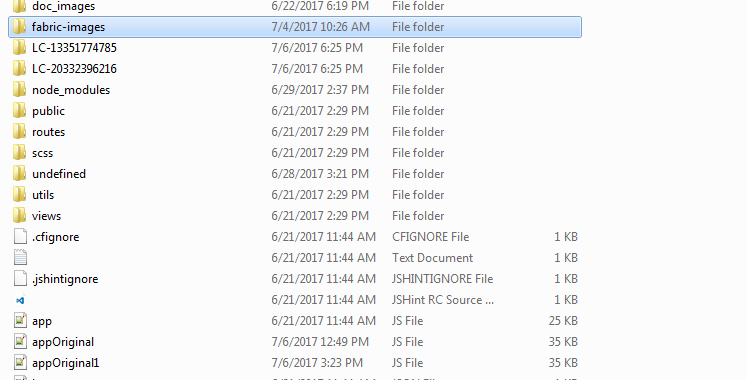 doc_images 6/22/2017 6:19 PM File folder
fabric-images 7/4/2017 10:26 AM File folder
LC-13351774785 7/6/2017 6:25 PM File folder
LC-20332396216 7/6/2017 6:25 PM File folder
node_modules 6/29/2017 2:37 PM File folder
public 6/21/2017 2:29 PM File folder
routes 6/21/2017 2:29 PM File folder
scss 6/21/2017 2:29 PM File folder
undefined 6/28/2017 3:21 PM File folder
utils 6/21/2017 2:29 PM File folder
views 6/21/2017 2:29 PM File folder
.cfignore 6/21/2017 11:44 AM CFIGNORE File 1 KB
6/21/2017 11:44 AM Text Document 1 KB
.jshintignore 6/21/2017 11:44 AM JSHINTIGNORE File 1 KB
6/21/2017 11:44 AM JSHint RC Source ... 1 KB
app 6/21/2017 11:44 AM JS File 25 KB
appOriginal 7/6/2017 12:49 PM JS File 35 KB
appOriginal1 7/6/2017 3:23 PM JS File 35 KB